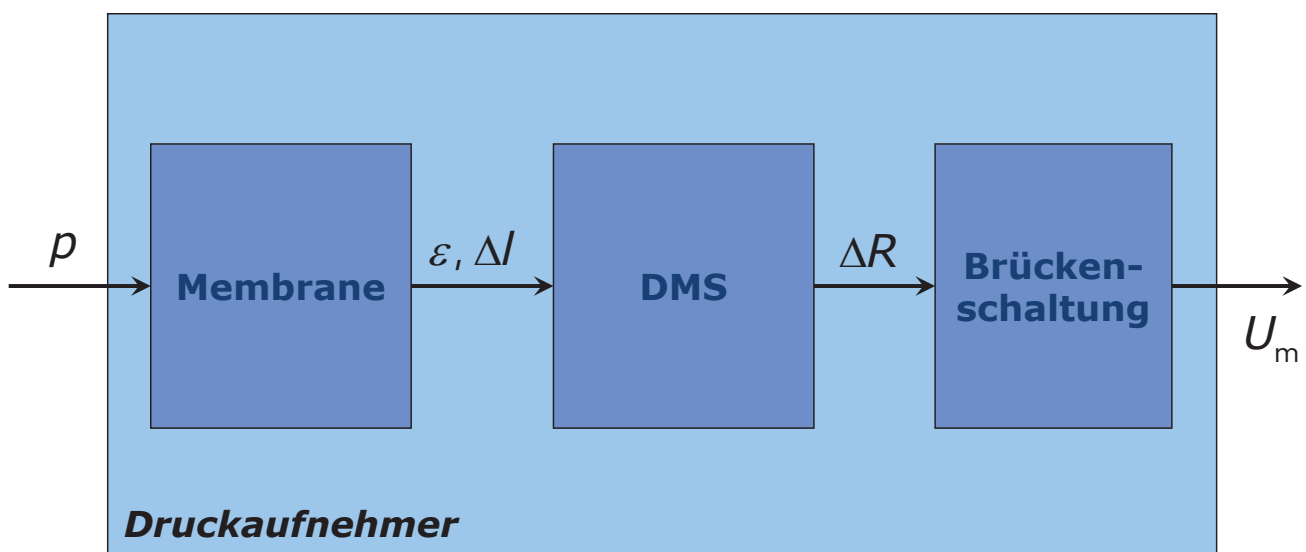 p
Membrane
ε, Δl
DMS
ΔR
Brücken-
schaltung
Um
Druckaufnehmer